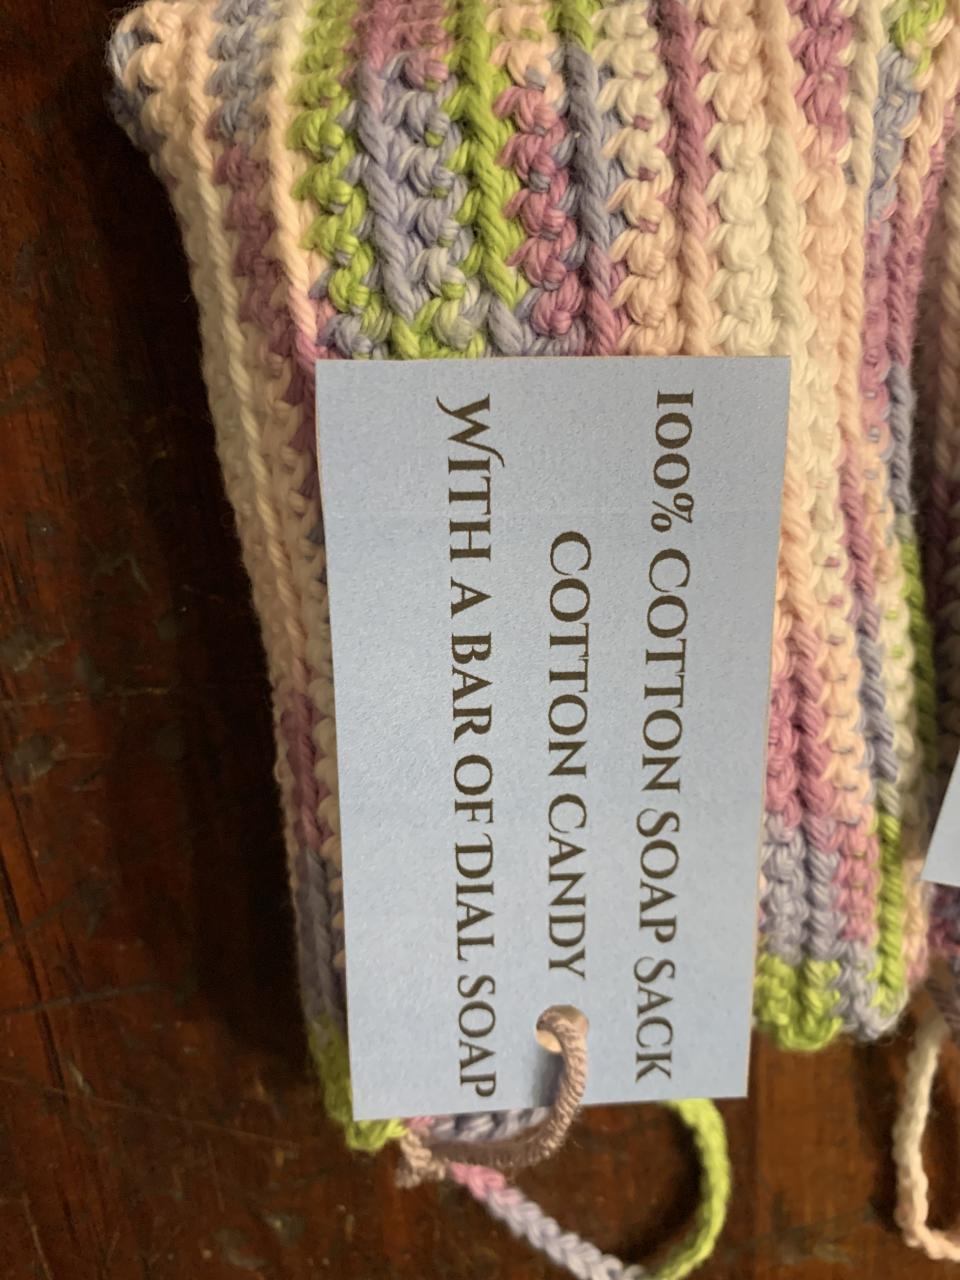 100% COTTON SOAP SACK
COTTON CANDY
WITH A BAR OF DIAL SOAP